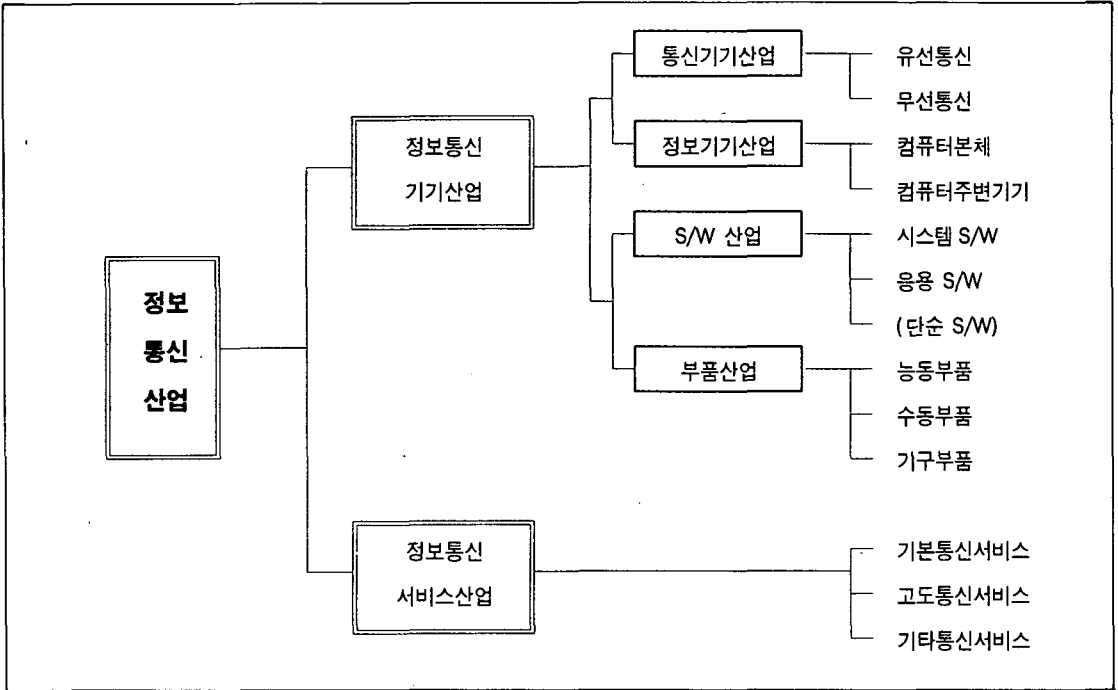 정보
통신
산업
정보통신
기기산업
통신기기산업
유선통신
무선통신
정보기기산업
컴퓨터본체
컴퓨터주변기기
S/W 산업
시스템 S/W
응용 S/W
(단순 S/W)
부품산업
능동부품
수동부품
기구부품
정보통신
서비스산업
기본통신서비스
고도통신서비스
기타통신서비스